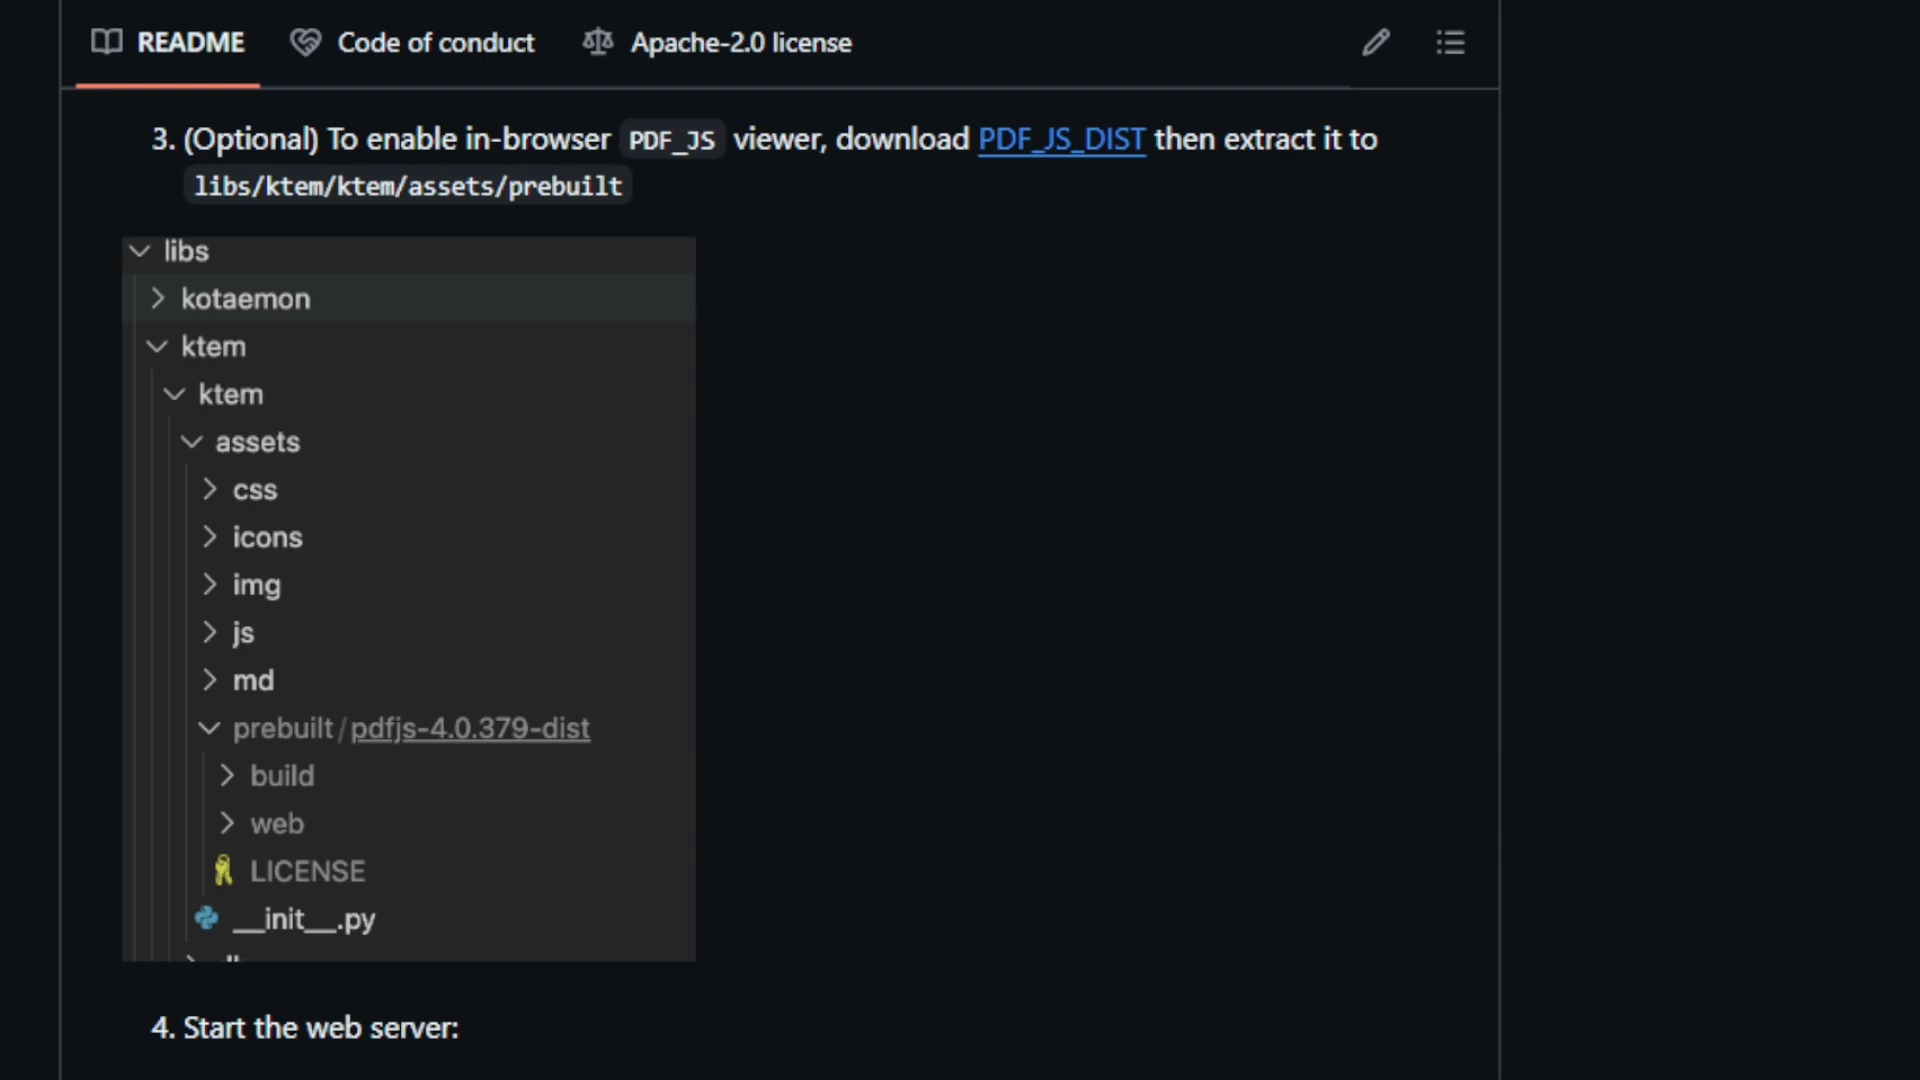 README Code of conduct Apache-2.0 license
3. (Optional) To enable in-browser PDF_JS viewer, download PDF_JS_DIST then extract it to
libs/ktem/ktem/assets/prebuilt
libs
kotaemon
ktem
ktem
assets
css
icons
img
js
md
prebuilt/pdfjs-4.0.379-dist
build
web
LICENSE
__init__.py
4. Start the web server: